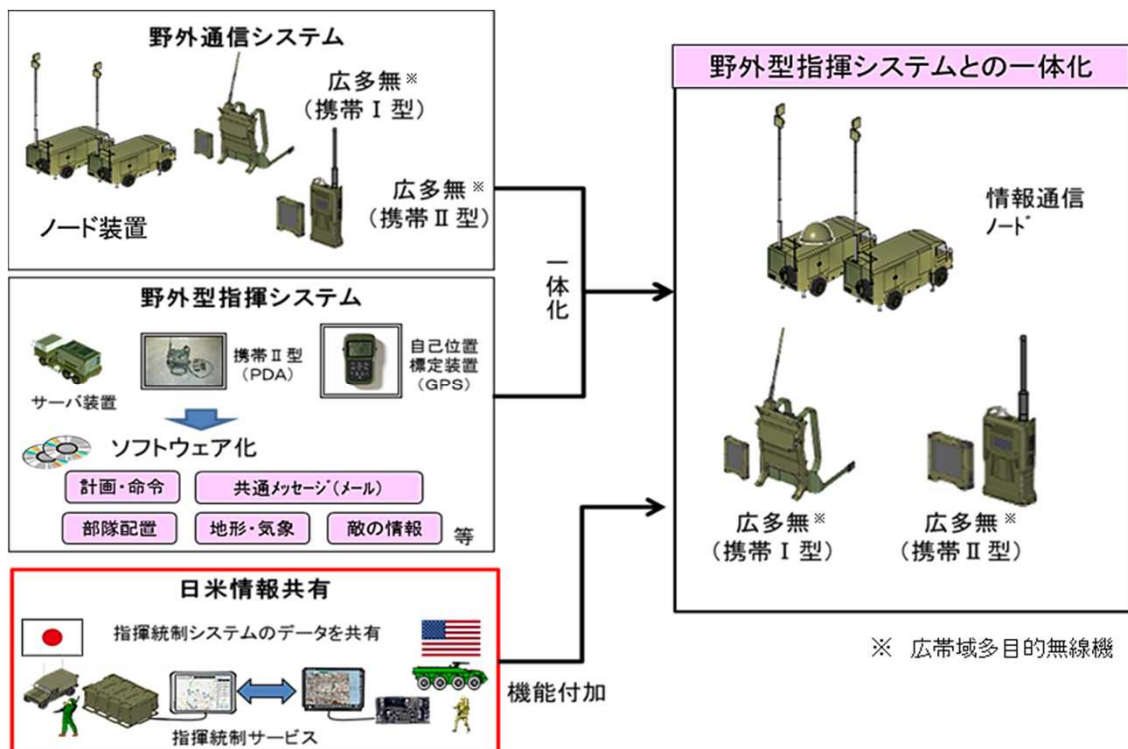 野外通信システム
広多無※
(携帯Ⅰ型)
広多無※
(携帯Ⅱ型)
ノード装置
野外型指揮システム
サーバ装置
携帯Ⅱ型
(PDA)
自己位置
標定装置
(GPS)
ソフトウェア化
計画・命令
共通メッセージ(メール)
部隊配置
地形・気象
敵の情報
等
日米情報共有
指揮統制システムのデータを共有
指揮統制サービス
一体化
機能付加
野外型指揮システムとの一体化
情報通信
ノード
広多無※
(携帯Ⅰ型)
広多無※
(携帯Ⅱ型)
※ 広帯域多目的無線機